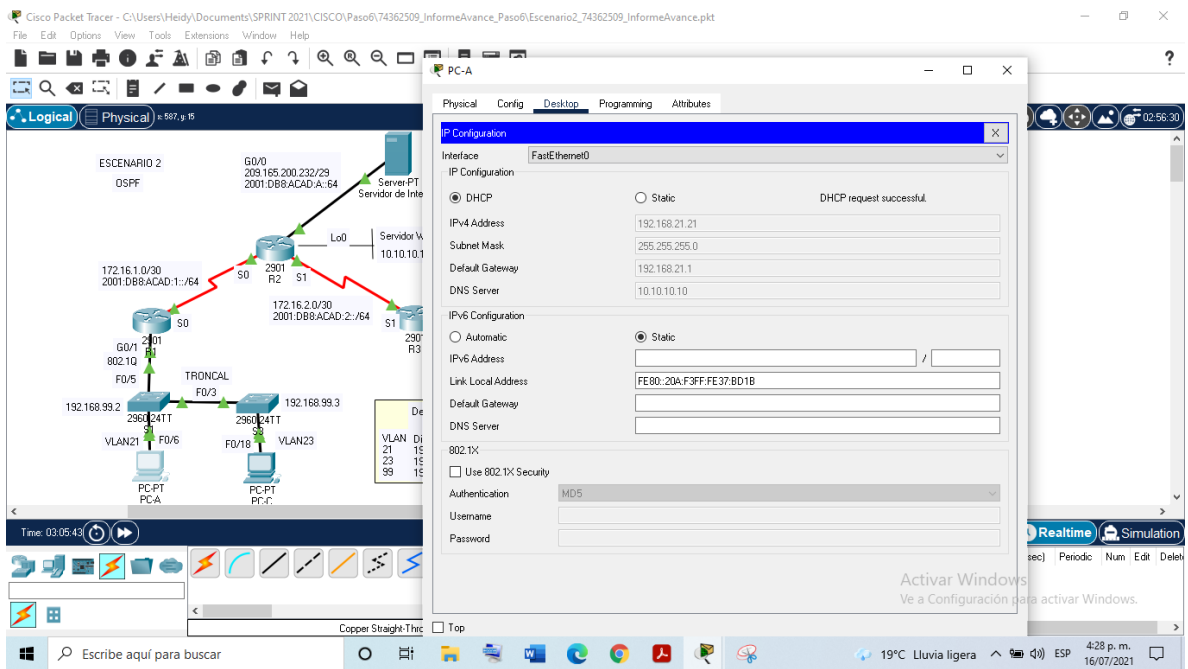 Cisco Packet Tracer - C:\Users\Heidy\Documents\SPRINT 2021\CISCO\Paso6\74362509_InformeAvance_Paso6\Escenario2_74362509_InformeAvance.pkt
File Edit Options View Tools Extensions Window Help
?
Logical Physical x: 587, y: 15
02:56:30
ESCENARIO 2
OSPF
G0/0
209.165.200.232/29
2001:DB8:ACAD:A::64
Server-PT
Servidor de Inte
Lo0
Servidor W
10.10.10.1
2901
R2
S0
S1
172.16.1.0/30
2001:DB8:ACAD:1::/64
172.16.2.0/30
2001:DB8:ACAD:2::/64
S0
S1
2901
R1
290
R3
G0/1
802.1Q
F0/5
TRONCAL
F0/3
192.168.99.2
192.168.99.3
2960-24TT
S1
2960-24TT
S3
VLAN21
F0/6
F0/18
VLAN23
PC-PT
PC-A
PC-PT
PC-C
De
VLAN Di
21 19
23 19
99 19
Time: 03:05:43
Copper Straight-Thro
PC-A
Physical Config Desktop Programming Attributes
IP Configuration X
Interface FastEthernet0
IP Configuration
DHCP Static DHCP request successful.
IPv4 Address 192.168.21.21
Subnet Mask 255.255.255.0
Default Gateway 192.168.21.1
DNS Server 10.10.10.10
IPv6 Configuration
Automatic Static
IPv6 Address /
Link Local Address FE80::20A:F3FF:FE37:BD1B
Default Gateway
DNS Server
802.1X
Use 802.1X Security
Authentication MD5
Username
Password
Top
Realtime Simulation
sec) Periodic Num Edit Delet
Activar Windows
Ve a Configuración para activar Windows.
Escribe aquí para buscar
19°C Lluvia ligera
ESP
4:28 p. m.
16/07/2021